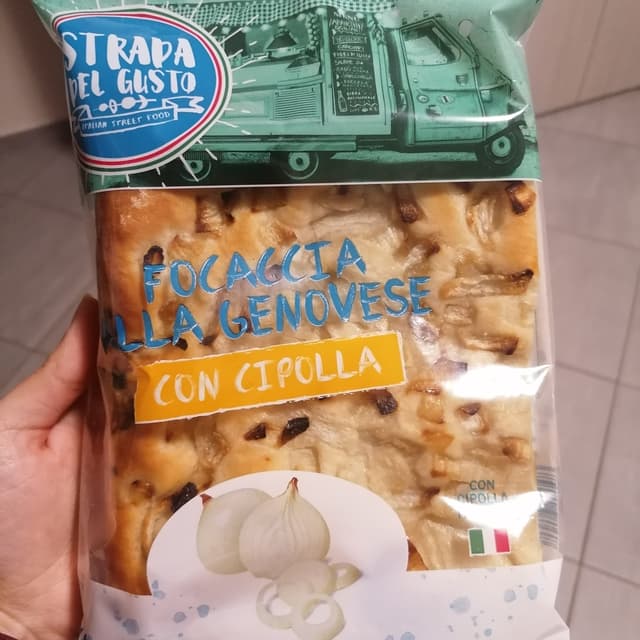 STRADA
DEL GUSTO
ITALIAN STREET FOOD
FOCACCIA
ALLA GENOVESE
CON CIPOLLA
CON
CIPOLLA